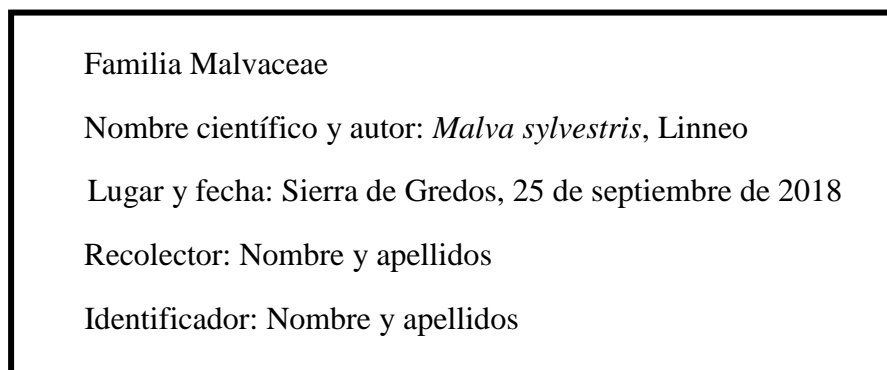 Familia Malvaceae
Nombre científico y autor: Malva sylvestris, Linneo
Lugar y fecha: Sierra de Gredos, 25 de septiembre de 2018
Recolector: Nombre y apellidos
Identificador: Nombre y apellidos